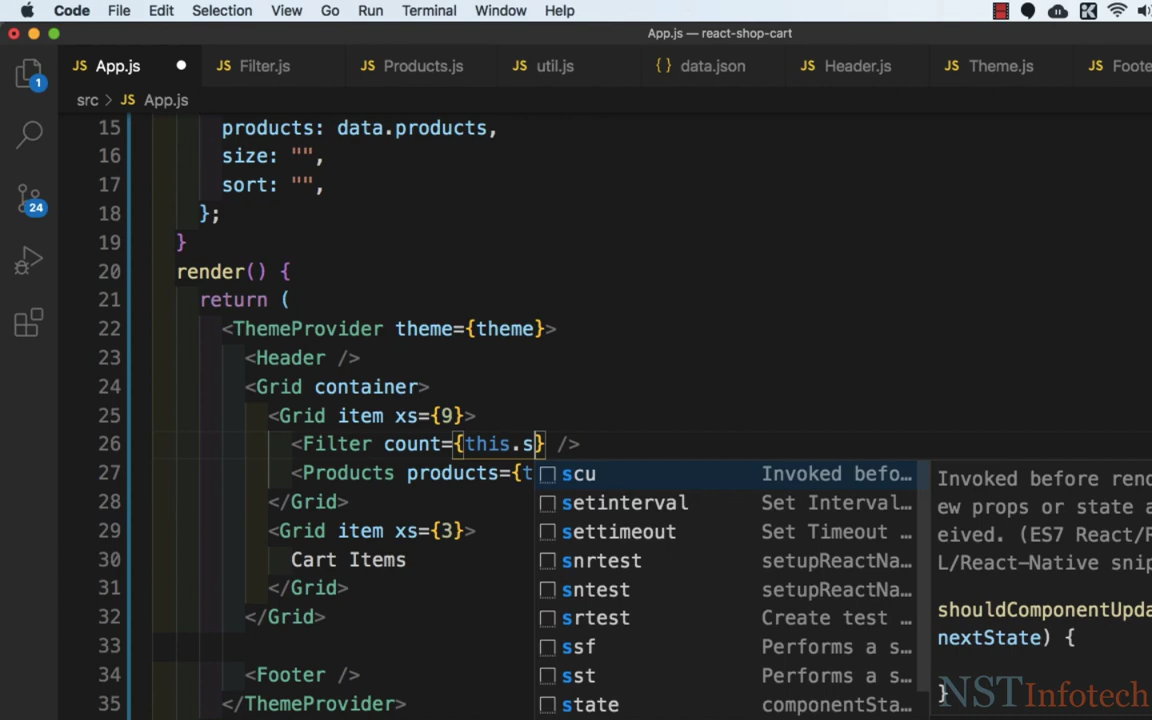 Code File Edit Selection View Go Run Terminal Window Help
App.js — react-shop-cart
JS App.js JS Filter.js JS Products.js JS util.js {} data.json JS Header.js JS Theme.js JS Foote
1
src > JS App.js
15 products: data.products,
16 size: "",
17 sort: "",
18 };
19 }
20 render() {
21 return (
22 <ThemeProvider theme={theme}>
23 <Header />
24 <Grid container>
25 <Grid item xs={9}>
26 <Filter count={this.s} />
27 <Products products={t
28 </Grid>
29 <Grid item xs={3}>
30 Cart Items
31 </Grid>
32 </Grid>
33
34 <Footer />
35 </ThemeProvider>
24
scu Invoked befo…
setinterval Set Interval…
settimeout Set Timeout …
snrtest setupReactNa…
sntest setupReactNa…
srtest Create test …
ssf Performs a s…
sst Performs a s…
state componentSta…
Invoked before rend
ew props or state a
eived. (ES7 React/R
L/React-Native snip
shouldComponentUpda
nextState) {
}
NSTInfotech